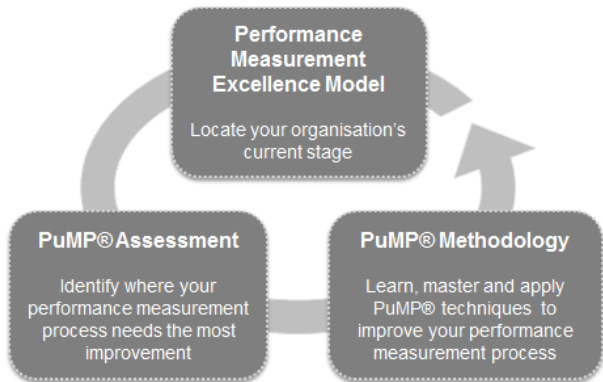 Performance
Measurement
Excellence Model
Locate your organisation's
current stage
PuMP® Assessment
Identify where your
performance measurement
process needs the most
improvement
PuMP® Methodology
Learn, master and apply
PuMP® techniques to
improve your performance
measurement process